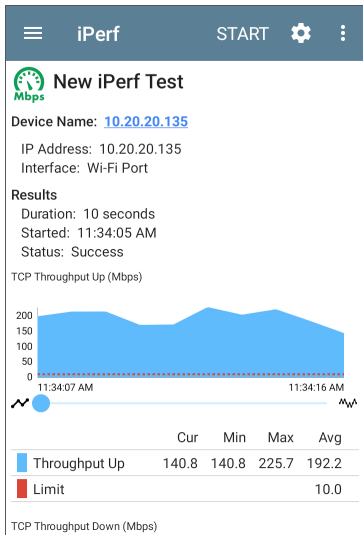 iPerf START
Mbps
New iPerf Test
Device Name: 10.20.20.135
IP Address: 10.20.20.135
Interface: Wi-Fi Port
Results
Duration: 10 seconds
Started: 11:34:05 AM
Status: Success
TCP Throughput Up (Mbps)
200
150
100
50
0
11:34:07 AM 11:34:16 AM
Cur Min Max Avg
Throughput Up 140.8 140.8 225.7 192.2
Limit 10.0
TCP Throughput Down (Mbps)